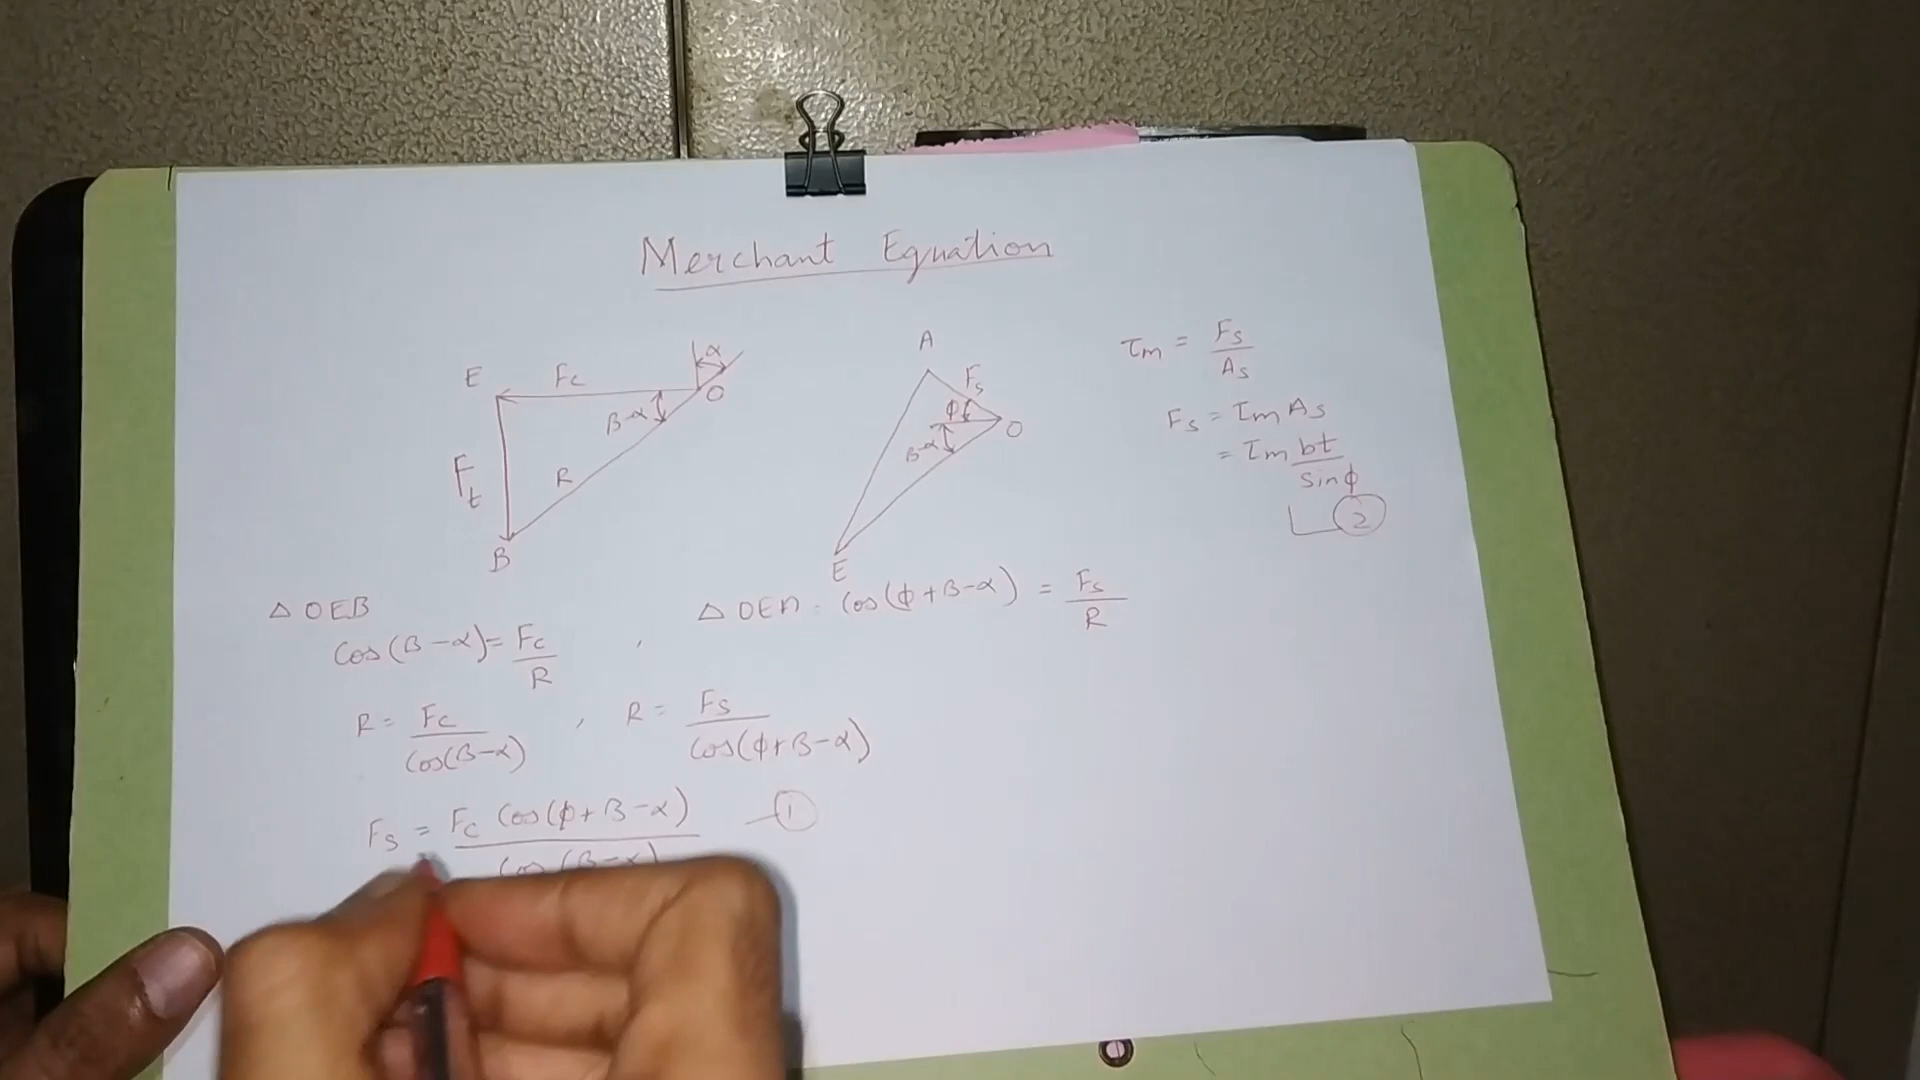 Merchant Equation
E Fc α O
β-α
Ft R
B
A
Fs
φ O
β-α
E
τm = Fs / As
Fs = τm As
= τm bt / sinφ
2
△ OEB
cos(β-α) = Fc / R ,
△ OEA. cos(φ+β-α) = Fs / R
R = Fc / cos(β-α) , R = Fs / cos(φ+β-α)
Fs = Fc cos(φ+β-α) / cos(β-α) — 1